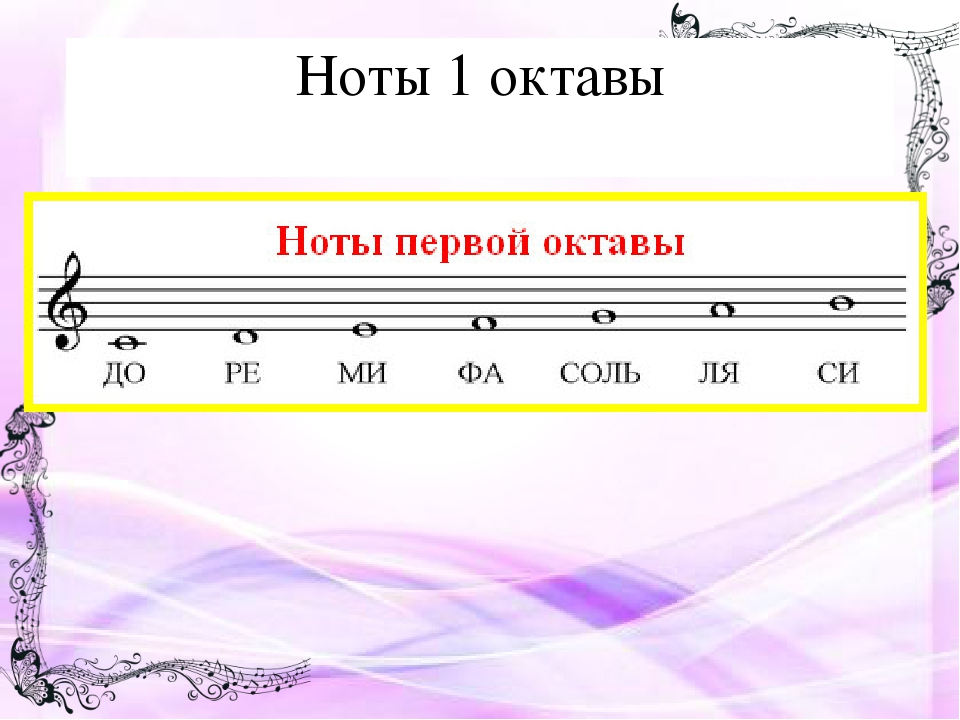 Ноты 1 октавы
Ноты первой октавы
ДО РЕ МИ ФА СОЛЬ ЛЯ СИ